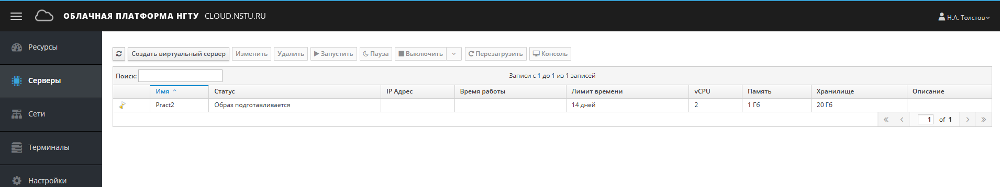 ОБЛАЧНАЯ ПЛАТФОРМА НГТУ CLOUD.NSTU.RU
Н.А. Толстов
Ресурсы
Серверы
Сети
Терминалы
Настройки
Создать виртуальный сервер Изменить Удалить Запустить Пауза Выключить Перезагрузить Консоль
Поиск: Записи с 1 до 1 из 1 записей
Имя Статус IP Адрес Время работы Лимит времени vCPU Память Хранилище Описание
Pract2 Образ подготавливается 14 дней 2 1 Гб 20 Гб
1 of 1